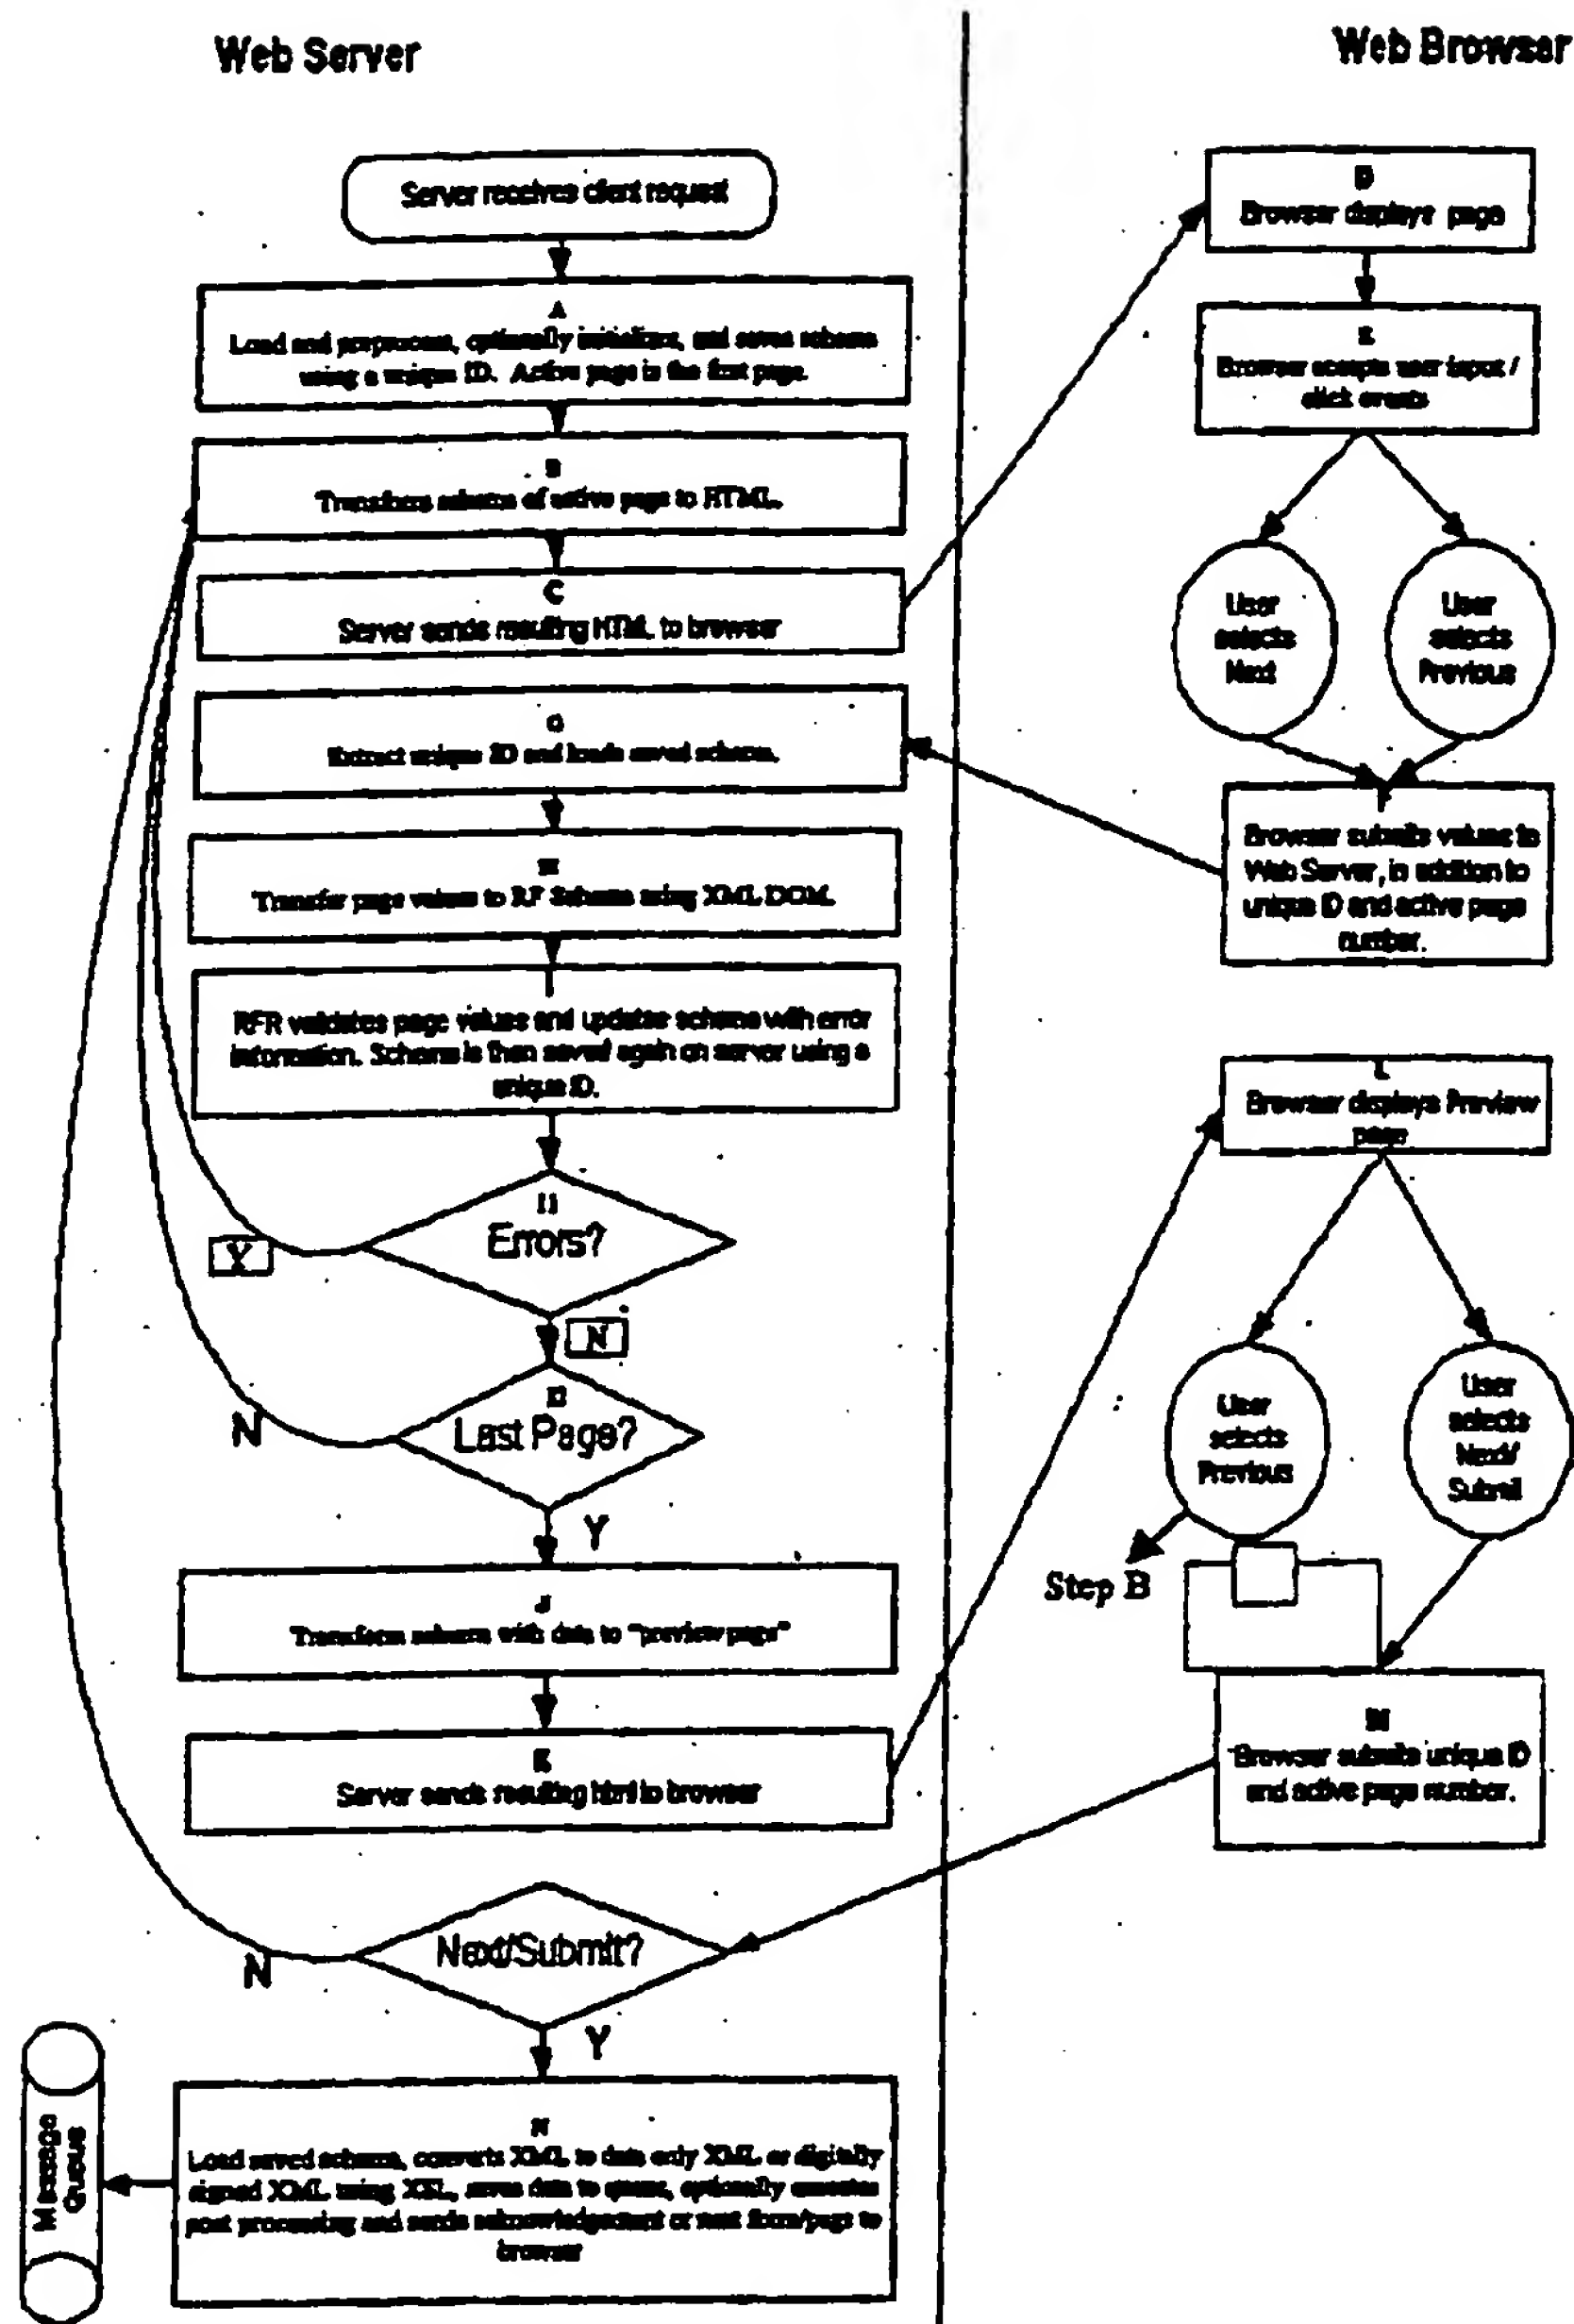 Web Server
Web Browser
Server receives client request
A
Load and preprocess, optionally initializes, and saves schema
using a unique ID. Active page is the first page.
B
Transforms schema of active page to HTML.
C
Server sends resulting HTML to browser
G
Extract unique ID and loads saved schema.
H
Transfer page values to RF Schema using XML DOM.
I
RFR validates page values and updates schema with error
information. Schema is then saved again on server using a
unique ID.
I1
Errors?
Y
N
I2
Last Page?
N
Y
J
Transform schema with data to "preview page"
K
Server sends resulting html to browser
Next/Submit?
N
Y
N
Load saved schema, converts XML to data only XML or digitally
signed XML using XSL, saves data to queue, optionally executes
post processing and sends acknowledgement or next form/page to
browser
Message
Queue
D
Browser displays page
E
Browser accepts user input /
click events
User
selects
Next
User
selects
Previous
F
Browser submits values to
Web Server, in addition to
unique ID and active page
number.
L
Browser displays Preview
page
User
selects
Previous
User
selects
Next/
Submit
Step B
M
Browser submits unique ID
and active page number.